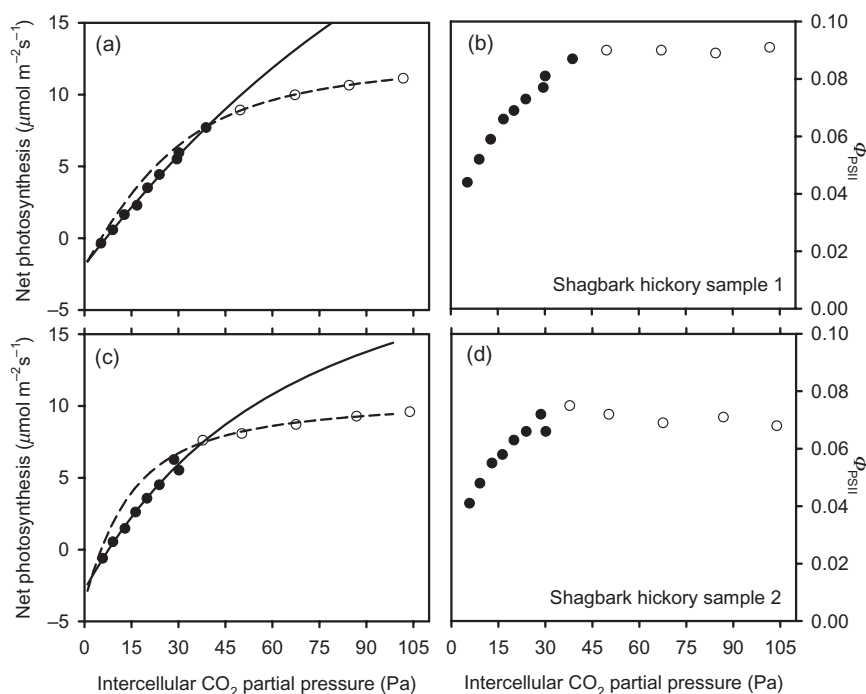 15
10
5
0
–5
Net photosynthesis (μmol m⁻²s⁻¹)
(a)
(b)
0.10
0.08
0.06
0.04
0.02
0.00
Φ_PSII
Shagbark hickory sample 1
15
10
5
0
–5
Net photosynthesis (μmol m⁻²s⁻¹)
(c)
(d)
0.10
0.08
0.06
0.04
0.02
0.00
Φ_PSII
Shagbark hickory sample 2
0 15 30 45 60 75 90 105
0 15 30 45 60 75 90 105
Intercellular CO₂ partial pressure (Pa)
Intercellular CO₂ partial pressure (Pa)